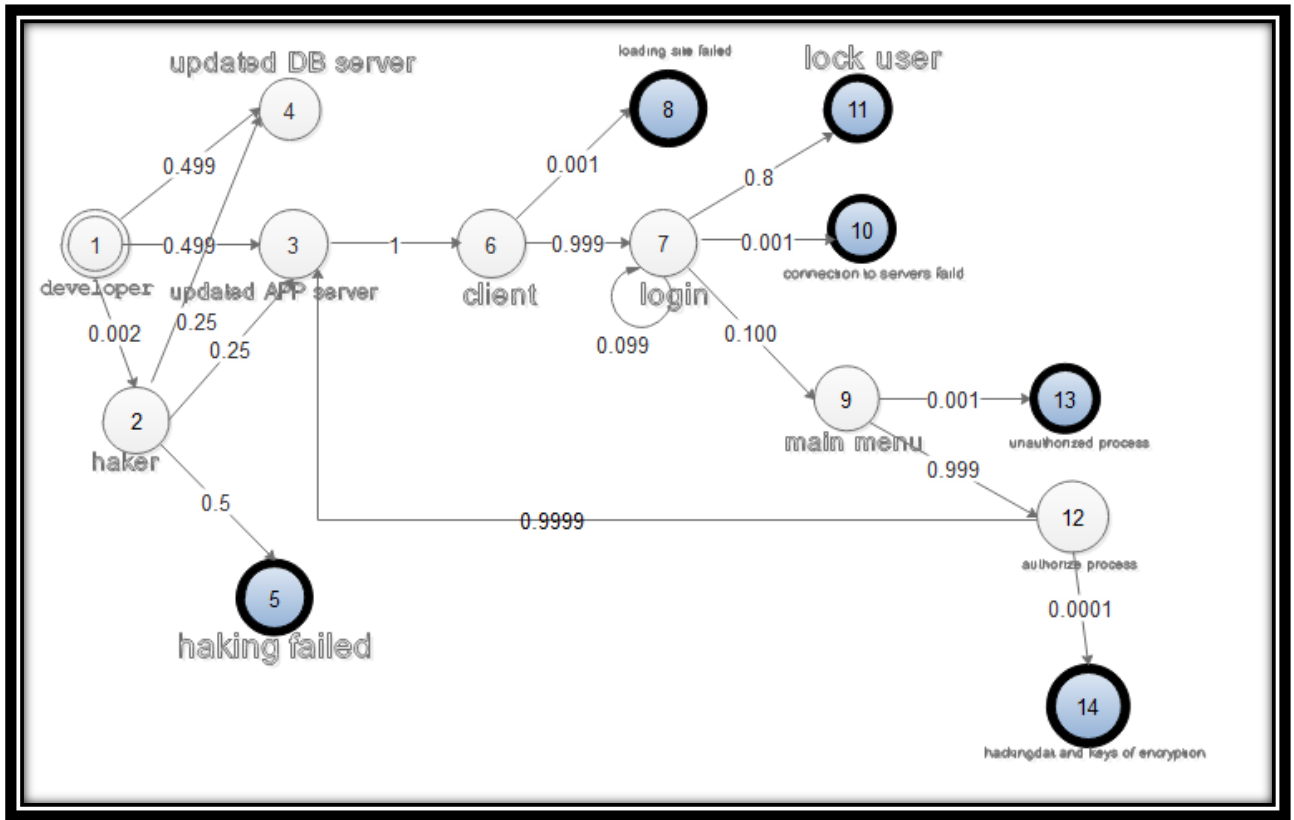 updated DB server
loading site failed
lock user
4
8
11
0.499
0.001
0.8
1
0.499
3
1
6
0.999
7
0.001
10
developer
updated APP server
client
login
connection to servers faild
0.002
0.25
0.25
0.099
0.100
2
haker
9
0.001
13
main menu
unauthorized process
0.999
0.5
0.9999
12
authorize process
5
haking failed
0.0001
14
hackingdat and keys of encryption